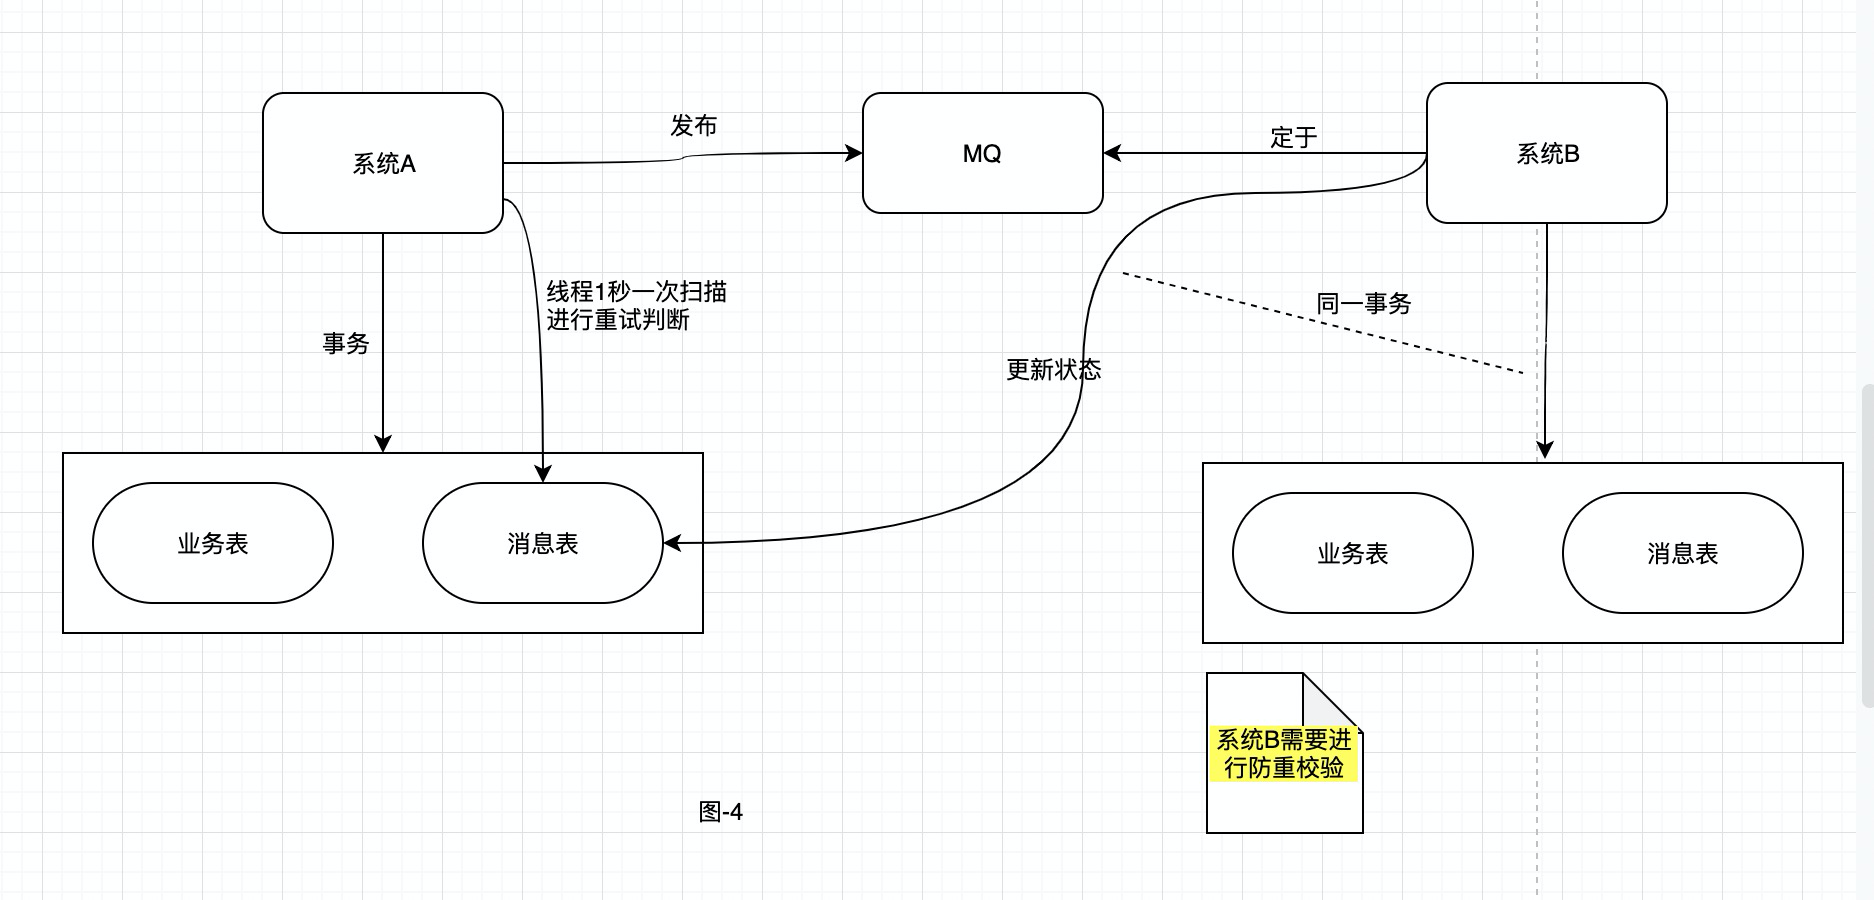 发布
系统A
MQ
定于
系统B
线程1秒一次扫描
进行重试判断
事务
同一事务
更新状态
业务表
消息表
业务表
消息表
系统B需要进
行防重校验
图-4